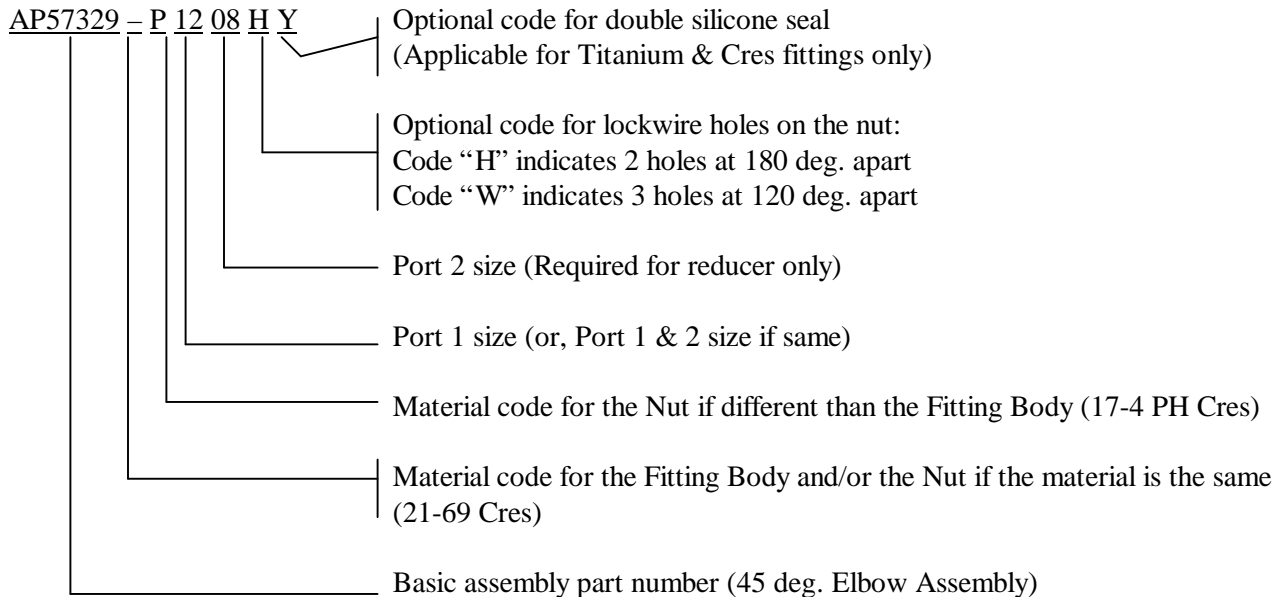 AP57329 – P 12 08 H Y
Optional code for double silicone seal
(Applicable for Titanium & Cres fittings only)
Optional code for lockwire holes on the nut:
Code “H” indicates 2 holes at 180 deg. apart
Code “W” indicates 3 holes at 120 deg. apart
Port 2 size (Required for reducer only)
Port 1 size (or, Port 1 & 2 size if same)
Material code for the Nut if different than the Fitting Body (17-4 PH Cres)
Material code for the Fitting Body and/or the Nut if the material is the same
(21-69 Cres)
Basic assembly part number (45 deg. Elbow Assembly)